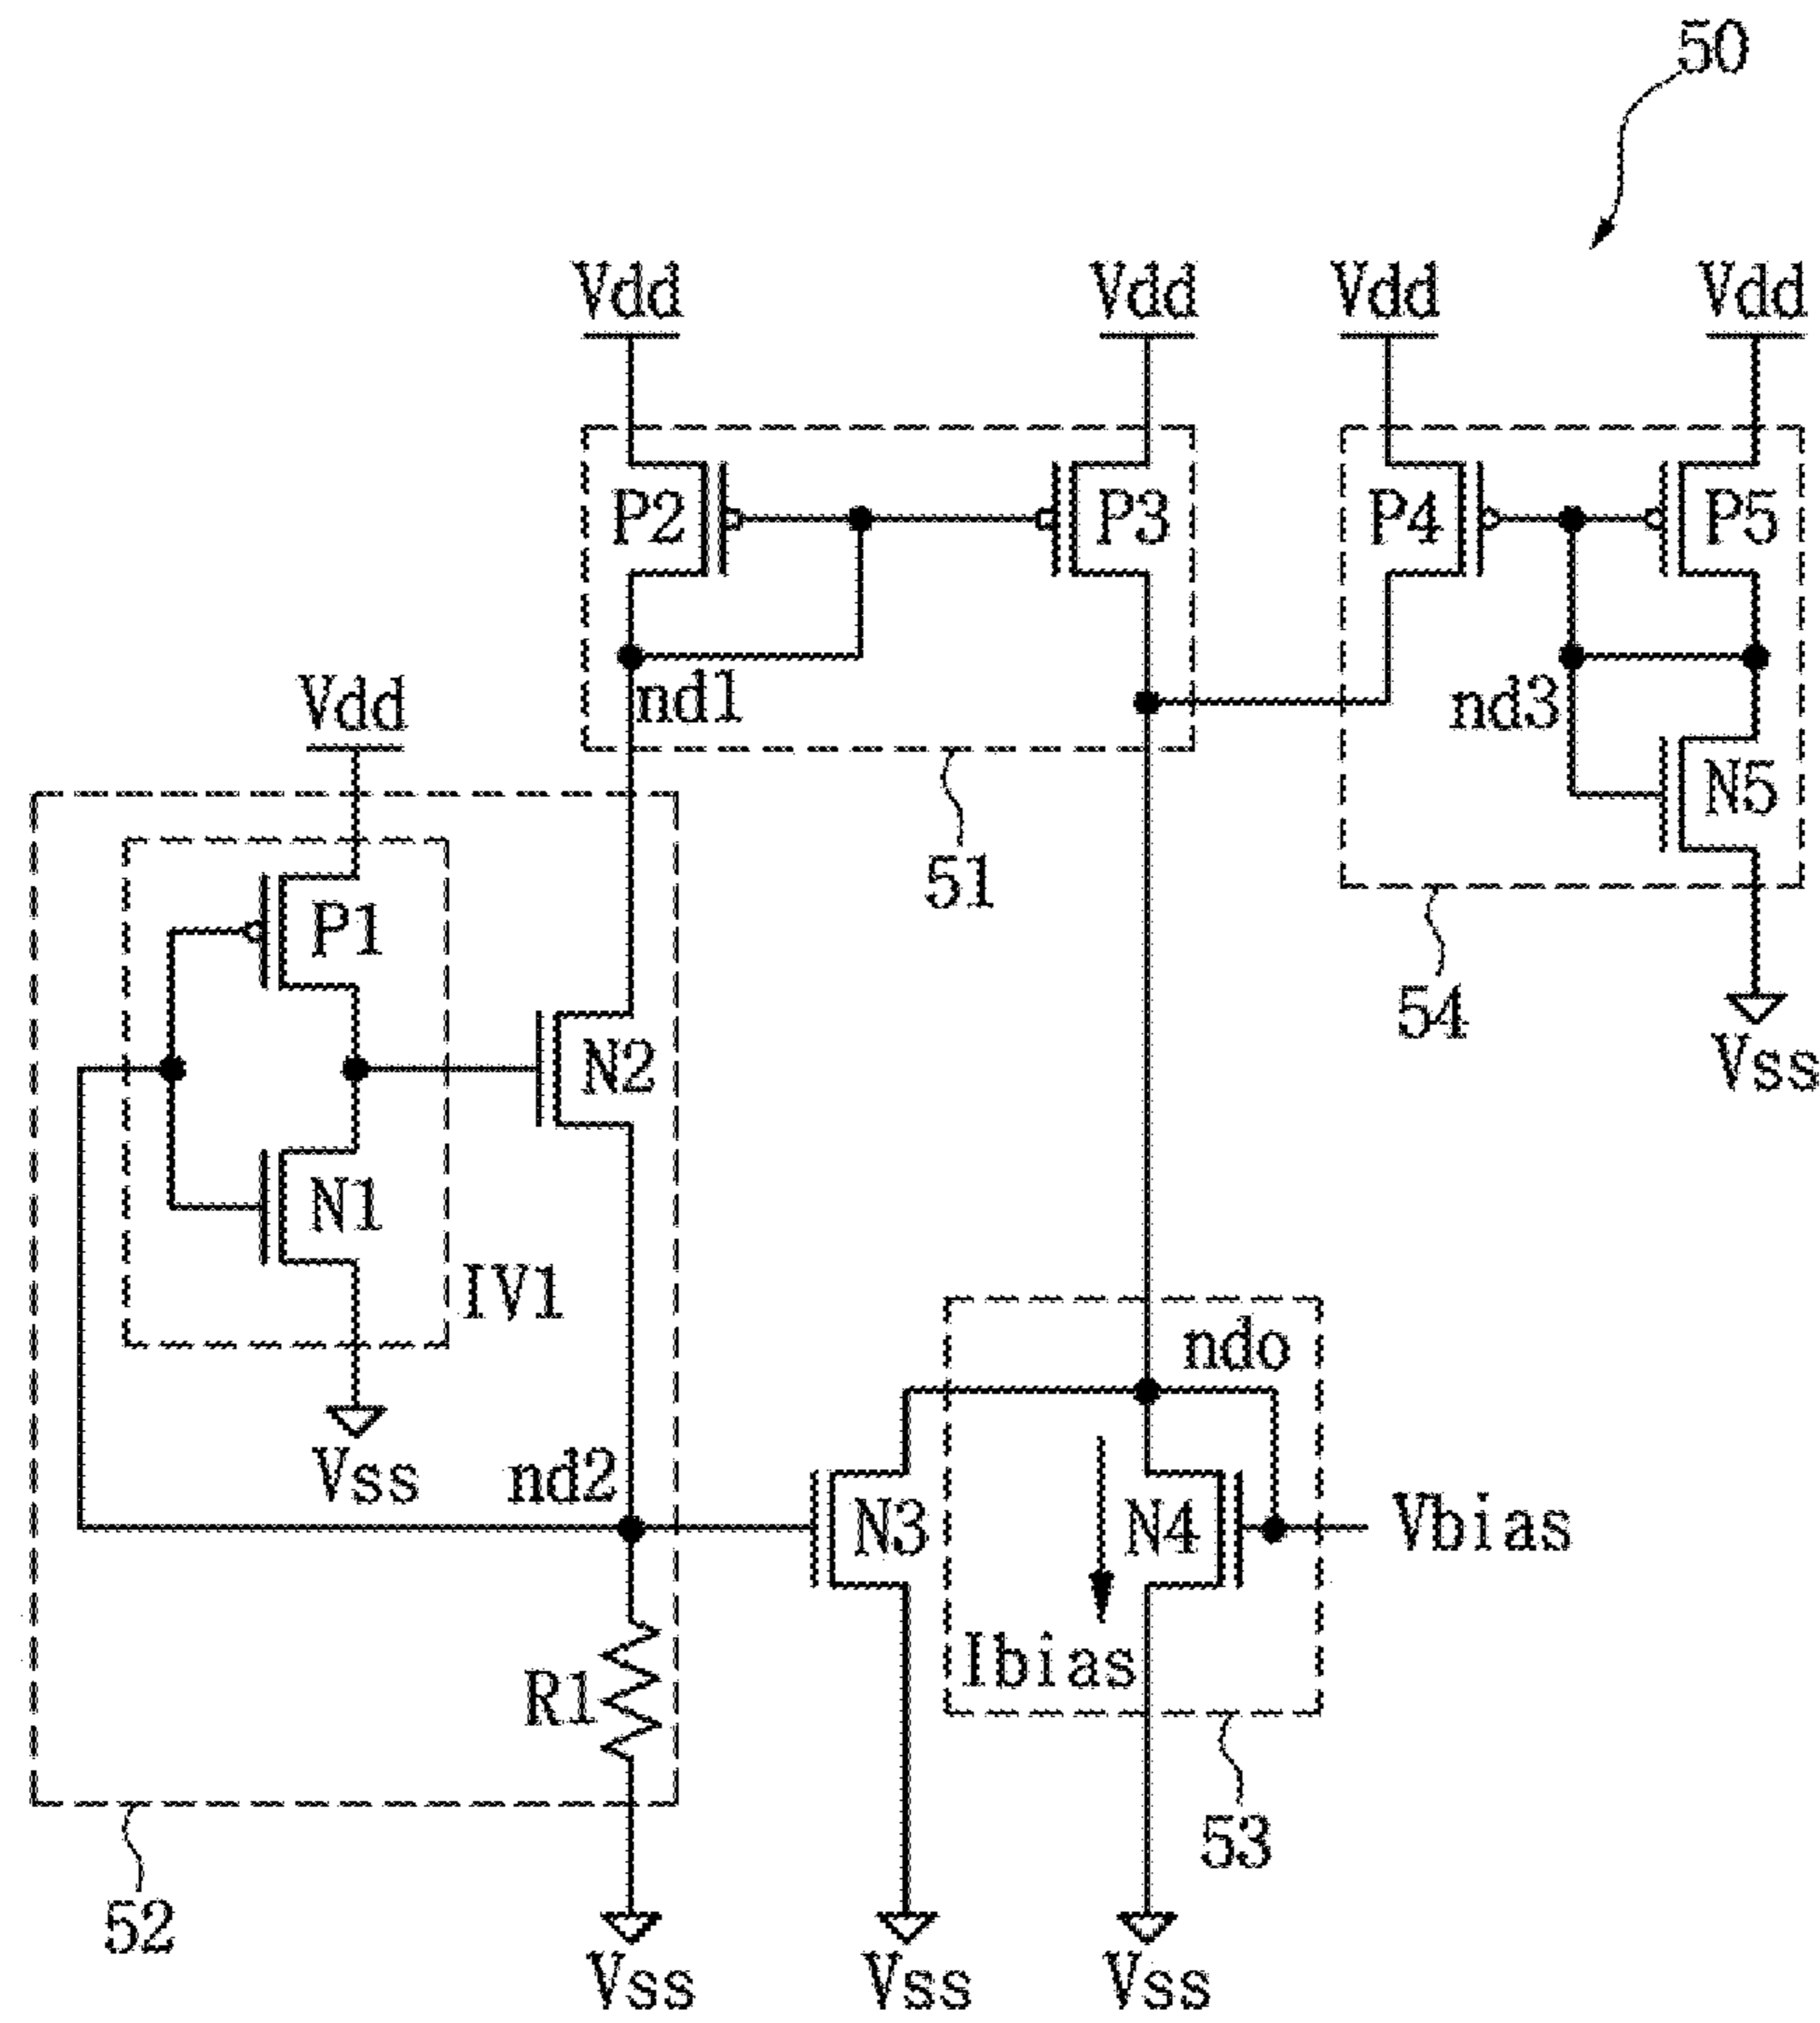 50
Vdd
Vdd
Vdd
Vdd
P2
P3
P4
P5
nd1
nd3
Vdd
N5
51
P1
54
N2
Vss
N1
IV1
ndo
Vss
nd2
N3
N4
Vbias
Ibias
R1
53
52
Vss
Vss
Vss